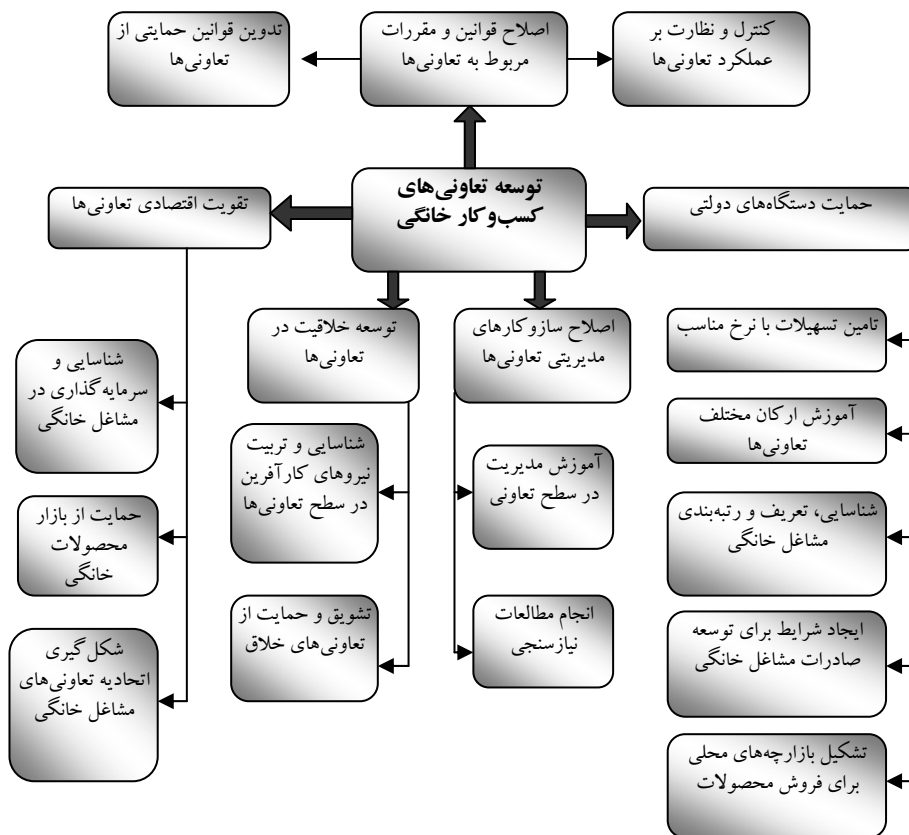 کنترل و نظارت بر
عملکرد تعاونی‌ها
اصلاح قوانین و مقررات
مربوط به تعاونی‌ها
تدوین قوانین حمایتی از
تعاونی‌ها
توسعه تعاونی‌های
کسب‌وکار خانگی
حمایت دستگاه‌های دولتی
تقویت اقتصادی تعاونی‌ها
تامین تسهیلات با نرخ مناسب
آموزش ارکان مختلف
تعاونی‌ها
شناسایی، تعریف و رتبه‌بندی
مشاغل خانگی
ایجاد شرایط برای توسعه
صادرات مشاغل خانگی
تشکیل بازارچه‌های محلی
برای فروش محصولات
اصلاح سازوکارهای
مدیریتی تعاونی‌ها
آموزش مدیریت
در سطح تعاونی
انجام مطالعات
نیازسنجی
توسعه خلاقیت در
تعاونی‌ها
شناسایی و تربیت
نیروهای کارآفرین
در سطح تعاونی‌ها
تشویق و حمایت از
تعاونی‌های خلاق
شناسایی و
سرمایه‌گذاری در
مشاغل خانگی
حمایت از بازار
محصولات
خانگی
شکل‌گیری
اتحادیه تعاونی‌های
مشاغل خانگی